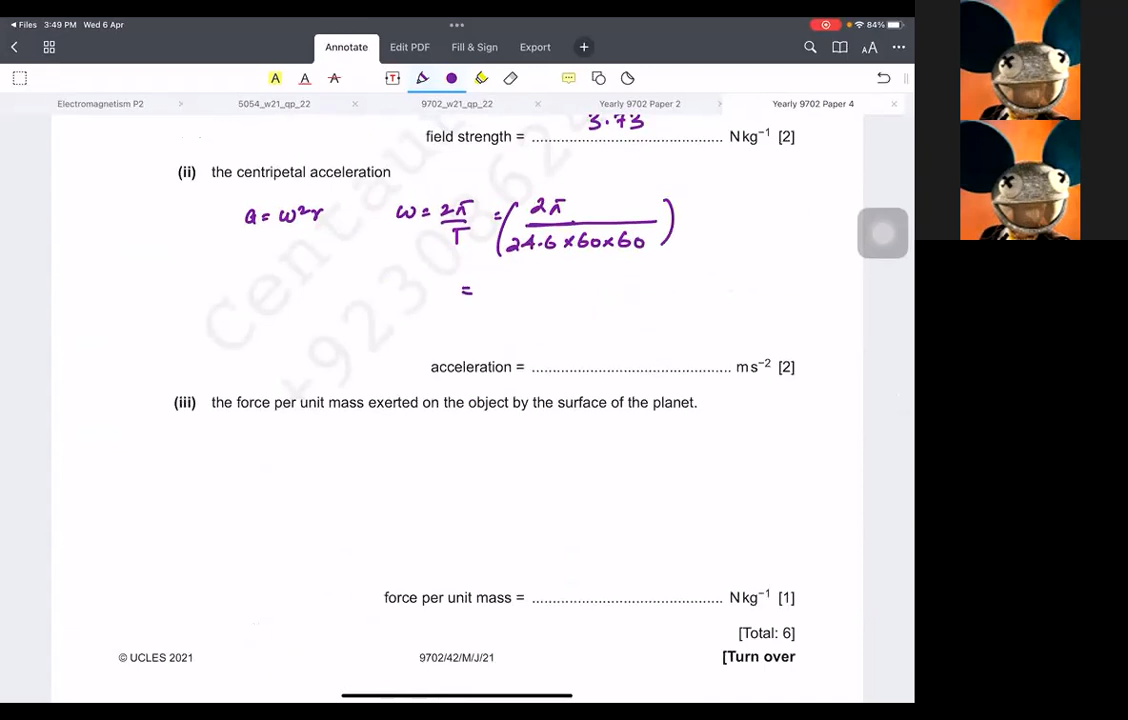 Files 3:49 PM Wed 6 Apr 84%
Annotate Edit PDF Fill & Sign Export
Electromagnetism P2 5054_w21_qp_22 9702_w21_qp_22 Yearly 9702 Paper 2 Yearly 9702 Paper 4
field strength = 3.73 N kg⁻¹ [2]
(ii) the centripetal acceleration
a = ω²r ω = 2π/T = (2π/(24.6×60×60))
=
acceleration = .............................................. m s⁻² [2]
(iii) the force per unit mass exerted on the object by the surface of the planet.
force per unit mass = .............................................. N kg⁻¹ [1]
[Total: 6]
© UCLES 2021 9702/42/M/J/21 [Turn over